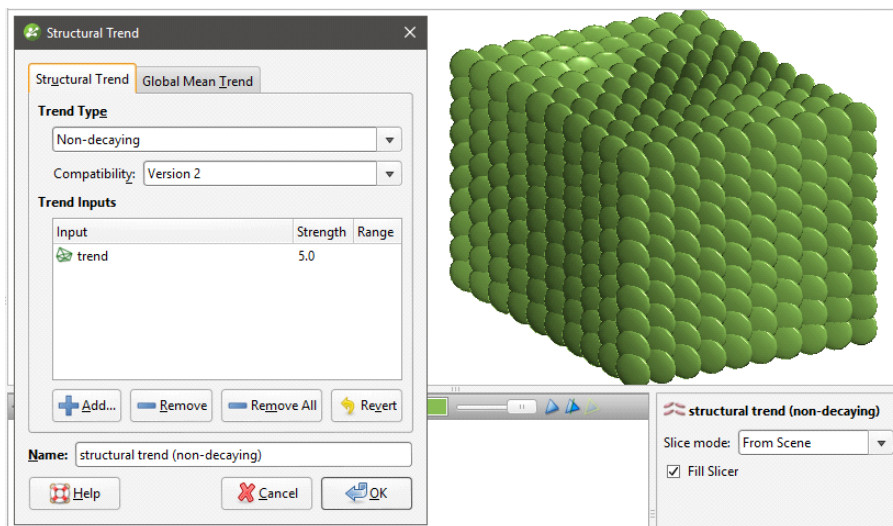 Structural Trend
Structural Trend Global Mean Trend
Trend Type
Non-decaying
Compatibility: Version 2
Trend Inputs
Input Strength Range
trend 5.0
Add... Remove Remove All Revert
Name: structural trend (non-decaying)
Help Cancel OK
structural trend (non-decaying)
Slice mode: From Scene
Fill Slicer